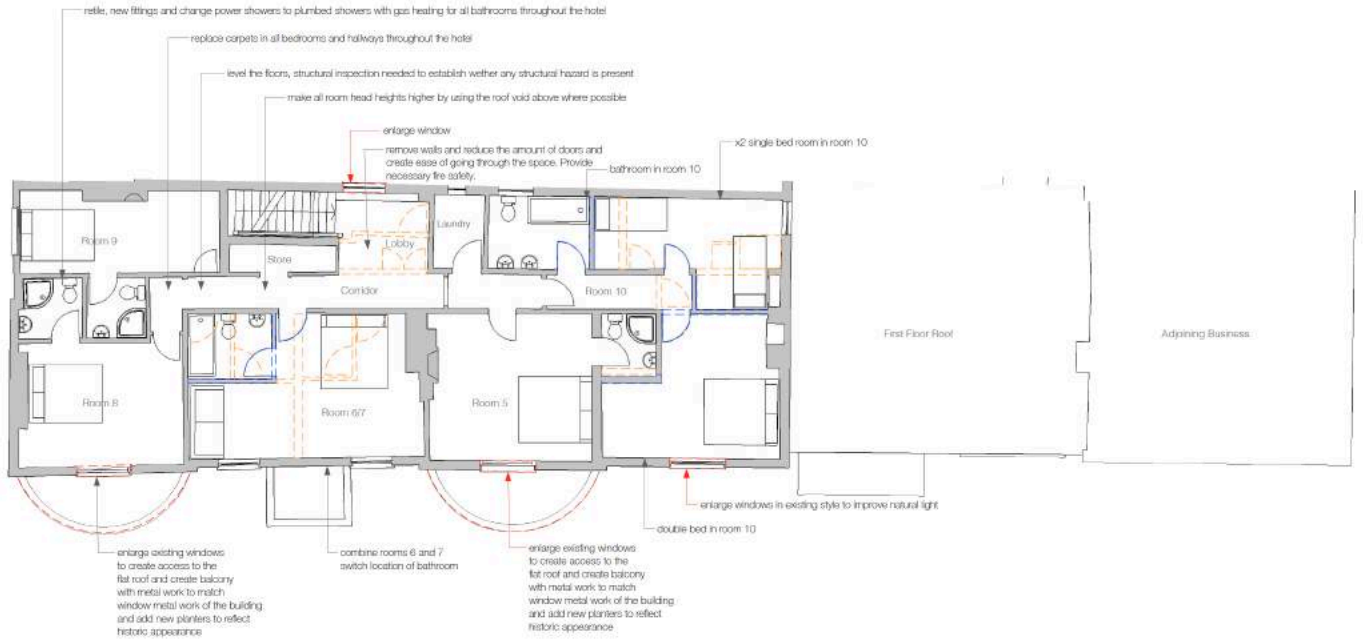 retile, new fittings and change power showers to plumbed showers with gas heating for all bathrooms throughout the hotel
replace carpets in all bedrooms and hallways throughout the hotel
level the floors, structural inspection needed to establish wether any structural hazard is present
make all room head heights higher by using the roof void above where possible
enlarge window
remove walls and reduce the amount of doors and
create ease of going through the space. Provide
necessary fire safety.
x2 single bed room in room 10
bathroom in room 10
Room 9
Laundry
Lobby
Store
Corridor
Room 10
First Floor Roof
Adjoining Business
Room 8
Room 6/7
Room 5
enlarge windows in existing style to improve natural light
double bed in room 10
enlarge existing windows
to create access to the
flat roof and create balcony
with metal work to match
window metal work of the building
and add new planters to reflect
historic appearance
combine rooms 6 and 7
switch location of bathroom
enlarge existing windows
to create access to the
flat roof and create balcony
with metal work to match
window metal work of the building
and add new planters to reflect
historic appearance